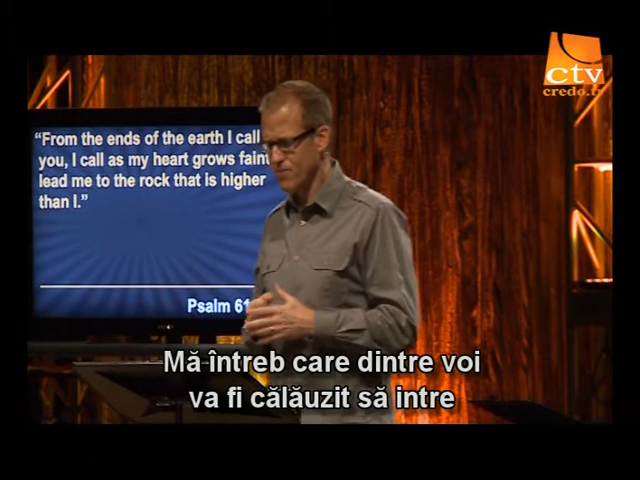 ctv
credo.tv
“From the ends of the earth I call
you, I call as my heart grows faint
lead me to the rock that is higher
than I.”
Psalm 61
Mă întreb care dintre voi
va fi călăuzit să intre